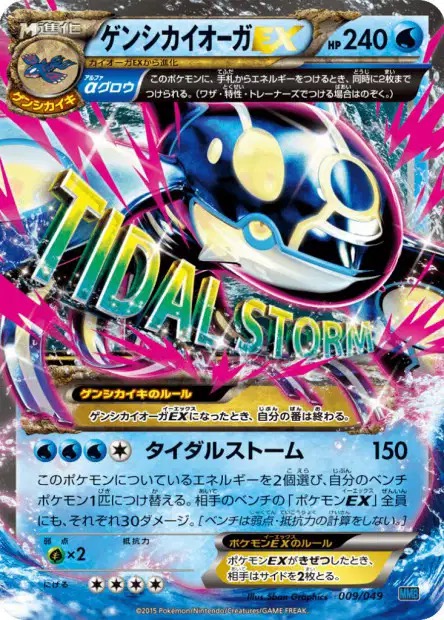 M進化
ゲンシカイオーガEX
HP240
カイオーガEXから進化
ゲンシカイキ
アルファ
αグロウ
このポケモンに、手札からエネルギーをつけるとき、同時に2枚まで
つけられる。(ワザ・特性・トレーナーズでつける場合はのぞく。)
TIDAL STORM
ゲンシカイキのルール
ゲンシカイオーガEXになったとき、自分の番は終わる。
タイダルストーム 150
このポケモンについているエネルギーを2個選び、自分のベンチ
ポケモン1匹につけ替える。相手のベンチの「ポケモンEX」全員
にも、それぞれ30ダメージ。[ベンチは弱点・抵抗力の計算をしない。]
弱点 抵抗力
×2
にげる
ポケモンEXのルール
ポケモンEXがきぜつしたとき、
相手はサイドを2枚とる。
Illus. 5ban Graphics
009/049
MMB
©2015 Pokémon/Nintendo/Creatures/GAME FREAK